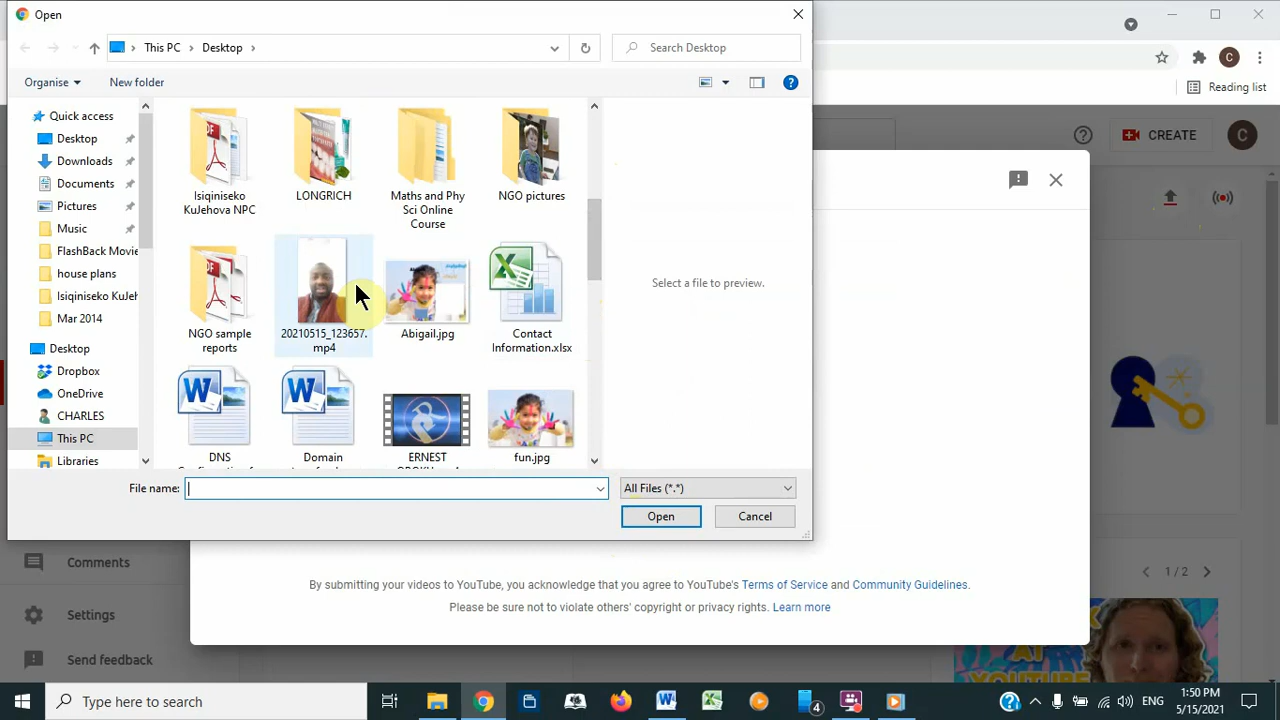 Open
This PC
Desktop
Search Desktop
Organise
New folder
Reading list
Quick access
Desktop
Downloads
Documents
Pictures
Music
FlashBack Movie
house plans
Isiqiniseko KuJeh
Mar 2014
Desktop
Dropbox
OneDrive
CHARLES
This PC
Libraries
Isiqiniseko
KuJehova NPC
LONGRICH
Maths and Phy
Sci Online
Course
NGO pictures
NGO sample
reports
20210515_123657.
mp4
Abigail.jpg
Contact
Information.xlsx
DNS
Domain
fun.jpg
Select a file to preview.
File name:
All Files (*.*)
Open
Cancel
CREATE
C
C
Comments
Settings
Send feedback
By submitting your videos to YouTube, you acknowledge that you agree to YouTube's Terms of Service and Community Guidelines.
Please be sure not to violate others' copyright or privacy rights. Learn more
1 / 2
Type here to search
4
ENG
1:50 PM
5/15/2021